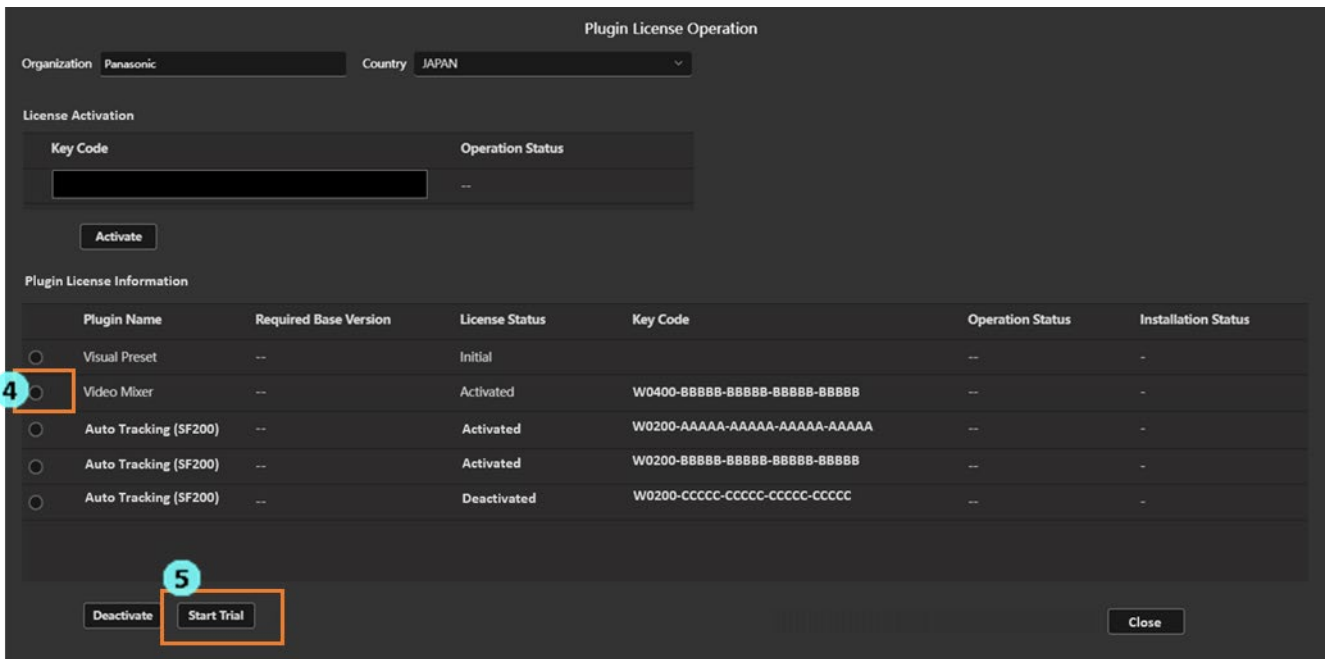 Plugin License Operation
Organization Panasonic Country JAPAN
License Activation
Key Code Operation Status
--
Activate
Plugin License Information
Plugin Name Required Base Version License Status Key Code Operation Status Installation Status
Visual Preset -- Initial -- -
4 Video Mixer -- Activated W0400-BBBBB-BBBBB-BBBBB-BBBBB -- -
Auto Tracking (SF200) -- Activated W0200-AAAAA-AAAAA-AAAAA-AAAAA -- -
Auto Tracking (SF200) -- Activated W0200-BBBBB-BBBBB-BBBBB-BBBBB -- -
Auto Tracking (SF200) -- Deactivated W0200-CCCCC-CCCCC-CCCCC-CCCCC -- -
5
Deactivate Start Trial Close